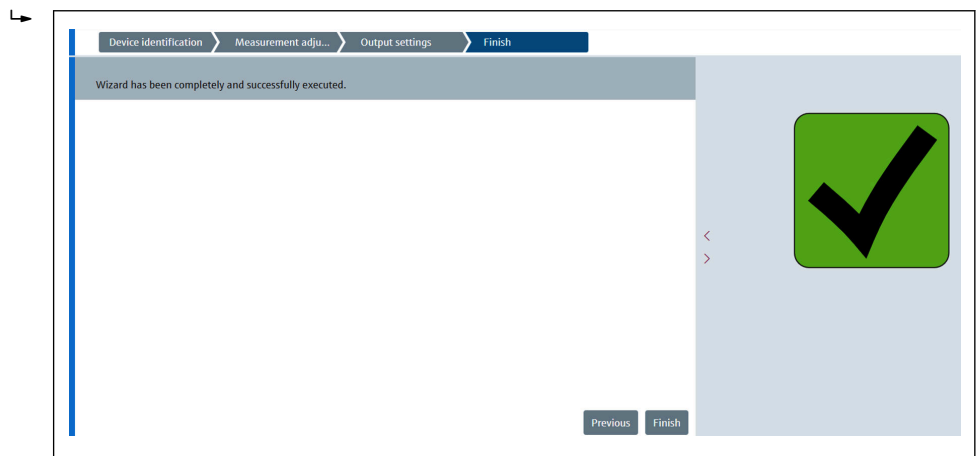 Device identification
Measurement adju...
Output settings
Finish
Wizard has been completely and successfully executed.
Previous
Finish